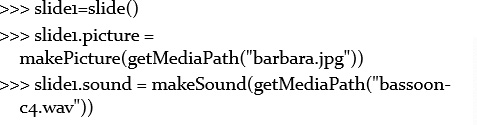 >>> slide1=slide()
>>> slide1.picture =
makePicture(getMediaPath("barbara.jpg"))
>>> slide1.sound = makeSound(getMediaPath("bassoon-
c4.wav"))